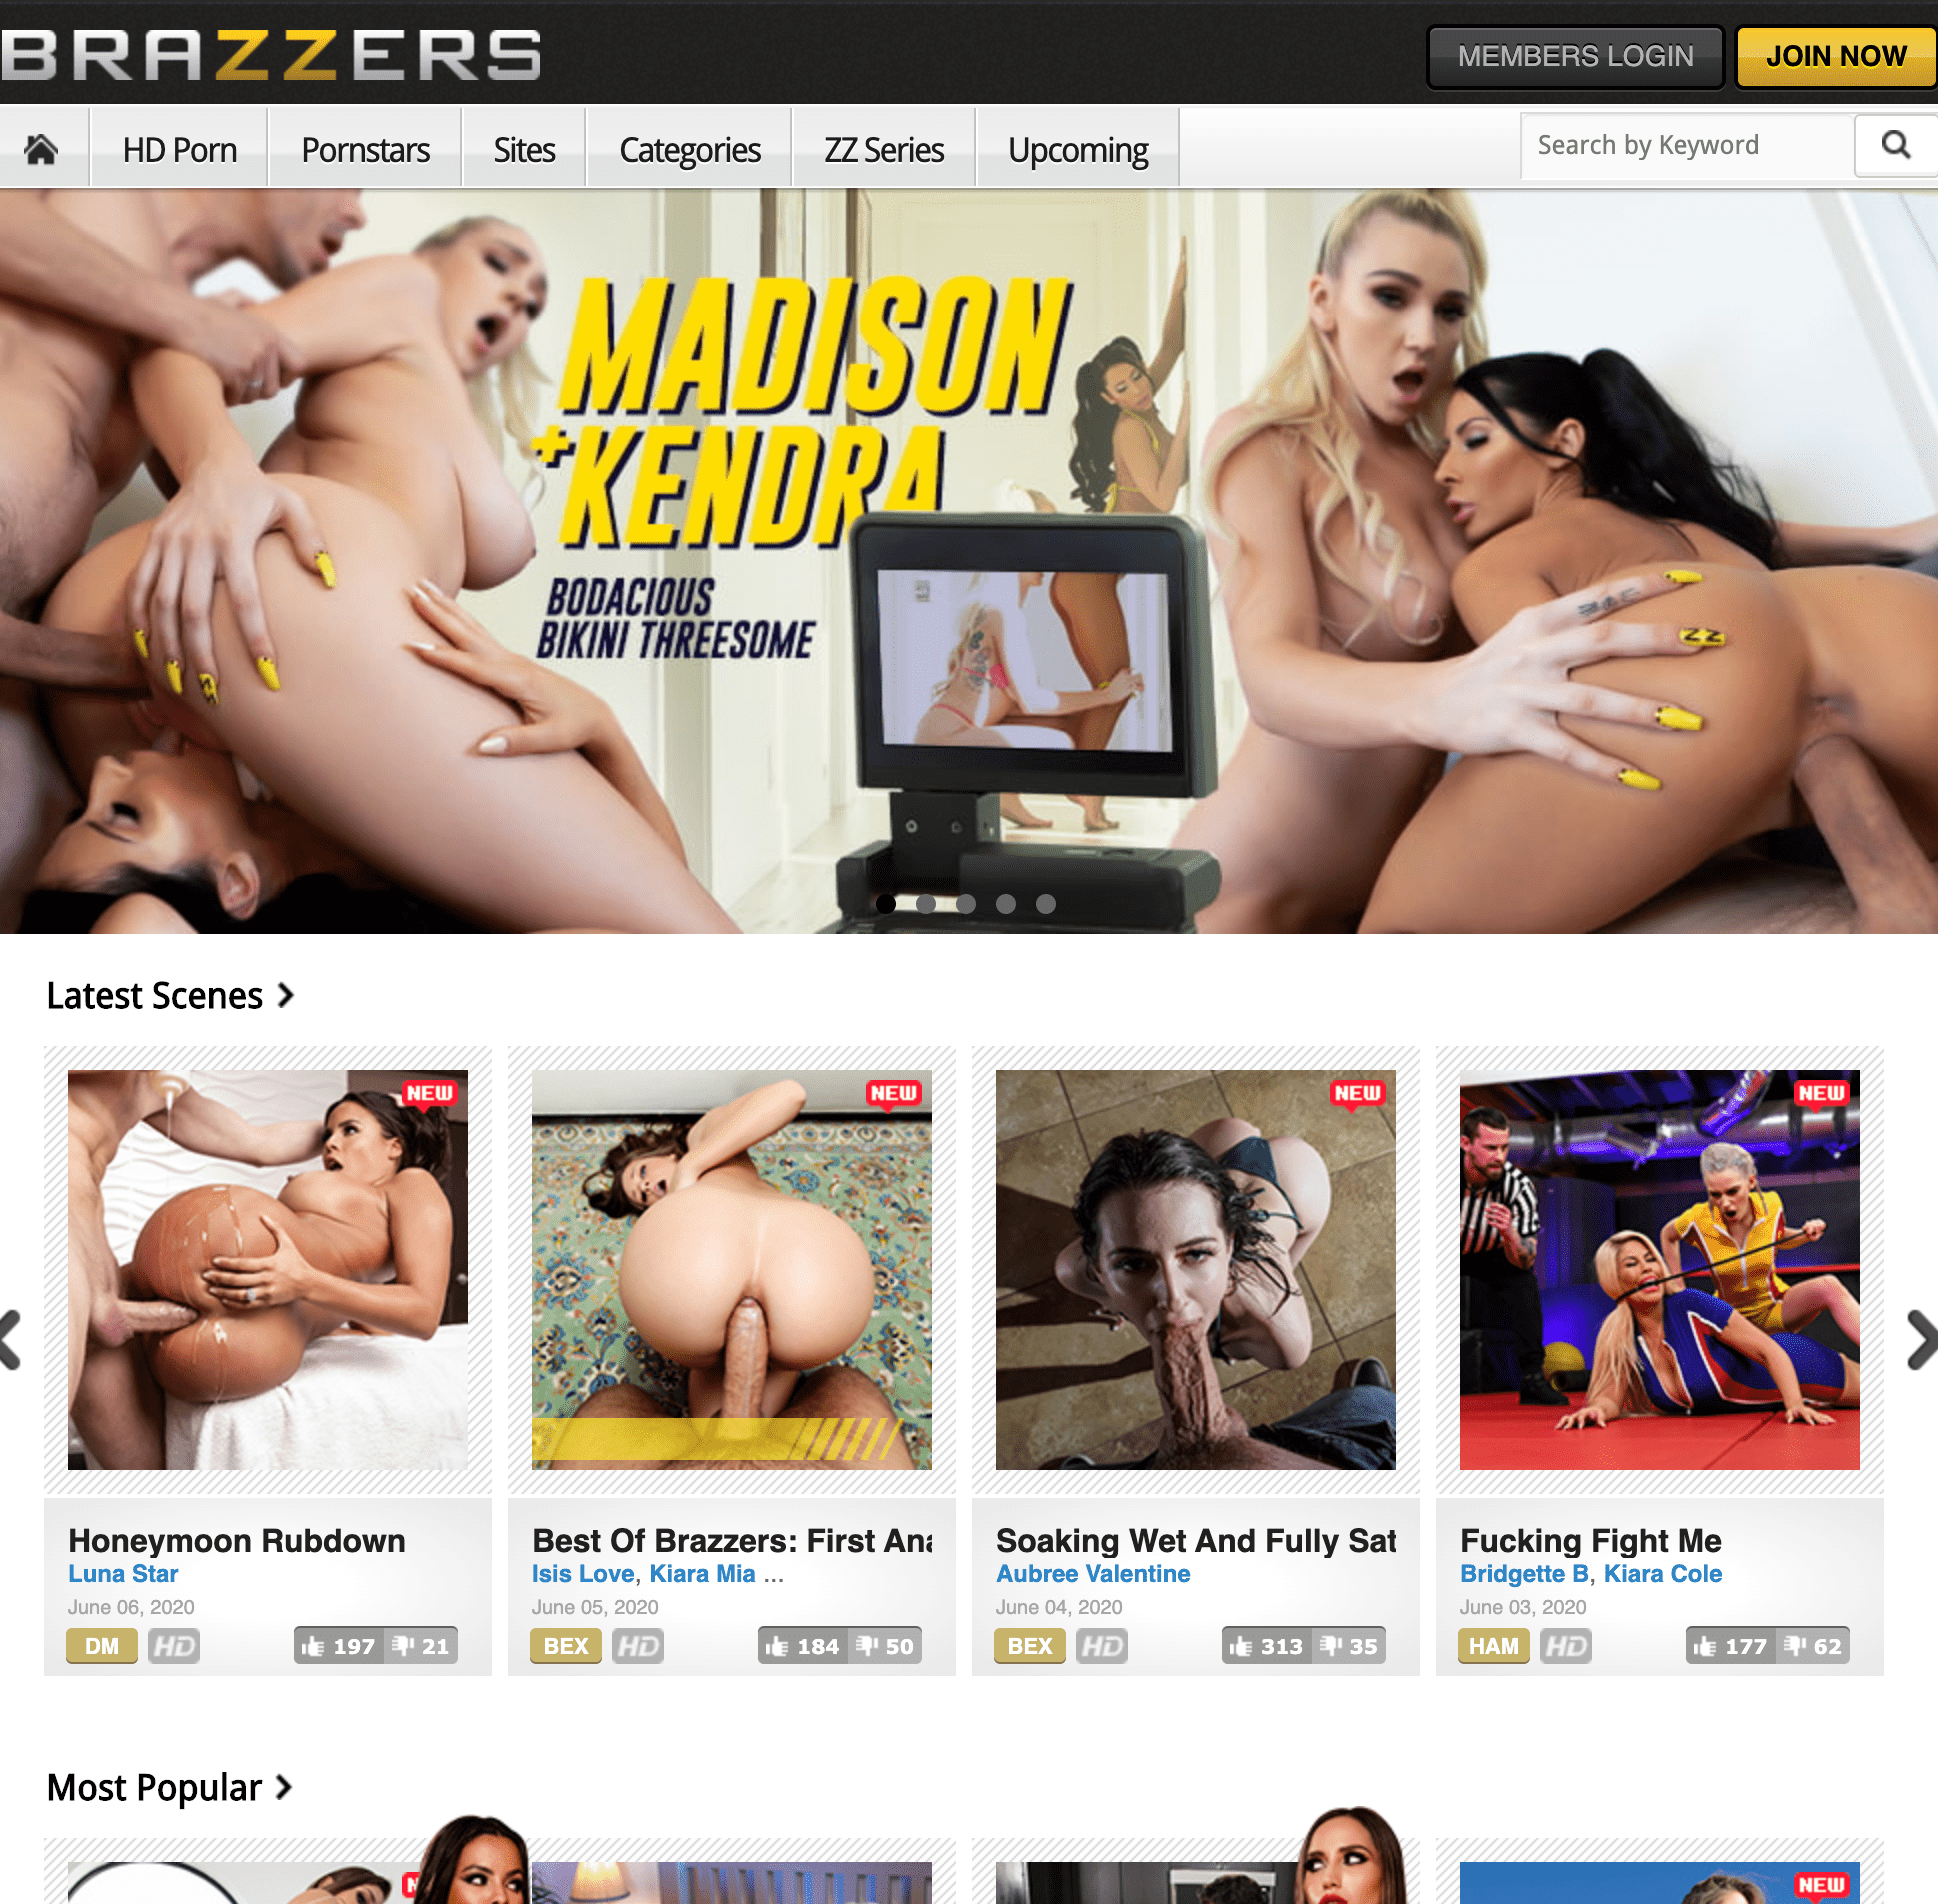 BRAZZERS
MEMBERS LOGIN
JOIN NOW
HD Porn
Pornstars
Sites
Categories
ZZ Series
Upcoming
Search by Keyword
MADISON
+KENDRA
BODACIOUS
BIKINI THREESOME
ZZ
Latest Scenes
NEW
NEW
NEW
NEW
Honeymoon Rubdown
Luna Star
June 06, 2020
DM
HD
197
21
Best Of Brazzers: First Ana
Isis Love, Kiara Mia ...
June 05, 2020
BEX
HD
184
50
Soaking Wet And Fully Sat
Aubree Valentine
June 04, 2020
BEX
HD
313
35
Fucking Fight Me
Bridgette B, Kiara Cole
June 03, 2020
HAM
HD
177
62
Most Popular
NEW